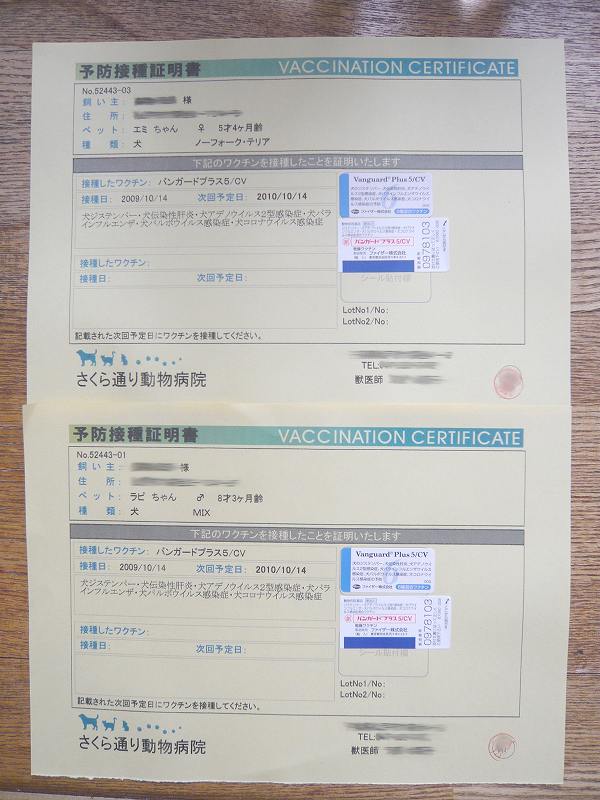 予防接種証明書 VACCINATION CERTIFICATE
No.52443-03
飼い主: 様
住 所:
ペット: エミ ちゃん ♀ 5才4ヶ月齢
種 類: 犬 ノーフォーク・テリア
下記のワクチンを接種したことを証明いたします
接種したワクチン: バンガードプラス5/CV
接種日: 2009/10/14 次回予定日: 2010/10/14
犬ジステンパー・犬伝染性肝炎・犬アデノウイルス2型感染症・犬パラ
インフルエンザ・犬パルボウイルス感染症・犬コロナウイルス感染症
Vanguard® Plus 5/CV
バンガード®プラス5/CV
ファイザー株式会社
0978103
シール貼付欄
接種したワクチン:
接種日: 次回予定日:
LotNo1/No:
LotNo2/No:
記載された次回予定日にワクチンを接種してください。
さくら通り動物病院
TEL:
獣医師
予防接種証明書 VACCINATION CERTIFICATE
No.52443-01
飼い主: 様
住 所:
ペット: ラビ ちゃん ♂ 8才3ヶ月齢
種 類: 犬 MIX
下記のワクチンを接種したことを証明いたします
接種したワクチン: バンガードプラス5/CV
接種日: 2009/10/14 次回予定日: 2010/10/14
犬ジステンパー・犬伝染性肝炎・犬アデノウイルス2型感染症・犬パラ
インフルエンザ・犬パルボウイルス感染症・犬コロナウイルス感染症
Vanguard® Plus 5/CV
バンガード®プラス5/CV
ファイザー株式会社
0978103
シール貼付欄
接種したワクチン:
接種日: 次回予定日:
LotNo1/No:
LotNo2/No:
記載された次回予定日にワクチンを接種してください。
さくら通り動物病院
TEL:
獣医師